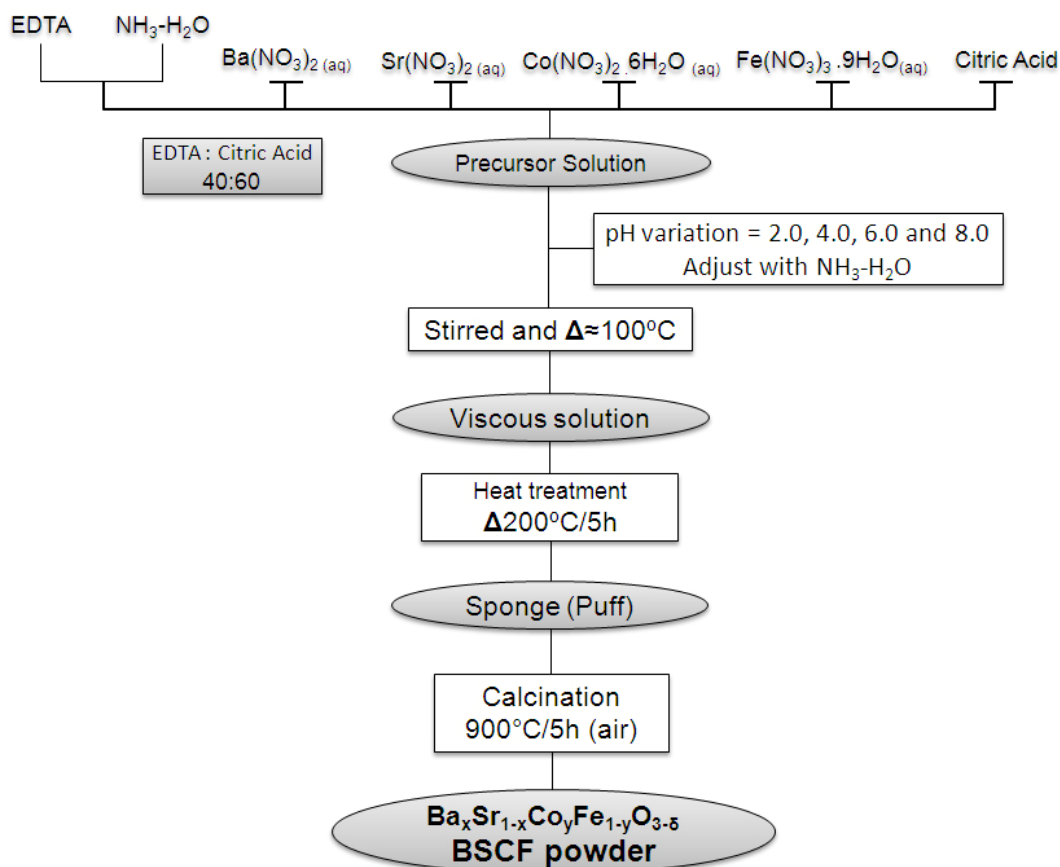 EDTA
NH₃-H₂O
Ba(NO₃)₂ (aq)
Sr(NO₃)₂ (aq)
Co(NO₃)₂ .6H₂O (aq)
Fe(NO₃)₃ .9H₂O(aq)
Citric Acid
EDTA : Citric Acid
40:60
Precursor Solution
pH variation = 2.0, 4.0, 6.0 and 8.0
Adjust with NH₃-H₂O
Stirred and Δ≈100ºC
Viscous solution
Heat treatment
Δ200ºC/5h
Sponge (Puff)
Calcination
900°C/5h (air)
BaₓSr₁₋ₓCoᵧFe₁₋ᵧO₃₋δ
BSCF powder